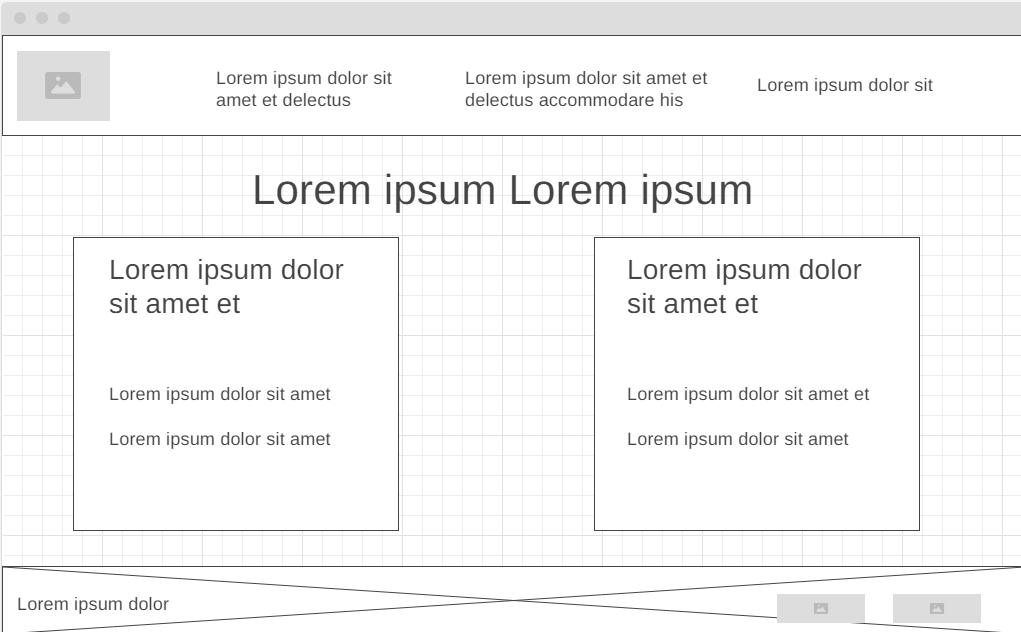 Lorem ipsum dolor sit
amet et delectus
Lorem ipsum dolor sit amet et
delectus accommodare his
Lorem ipsum dolor sit
Lorem ipsum Lorem ipsum
Lorem ipsum dolor
sit amet et
Lorem ipsum dolor sit amet
Lorem ipsum dolor sit amet
Lorem ipsum dolor
sit amet et
Lorem ipsum dolor sit amet et
Lorem ipsum dolor sit amet
Lorem ipsum dolor